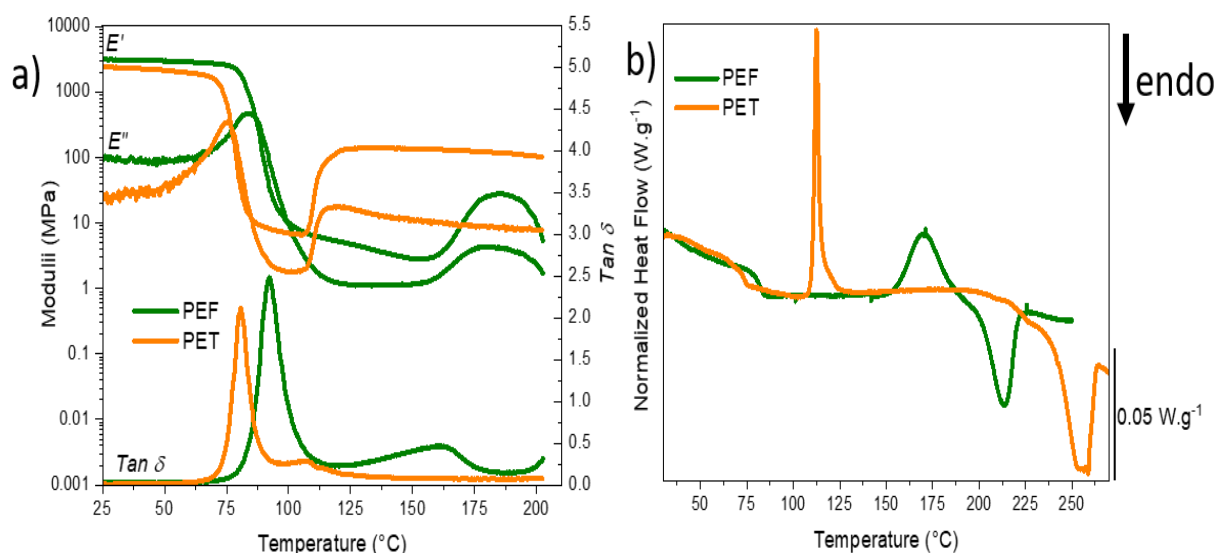 a)
10000
1000
100
10
1
0.1
0.01
0.001
Modulii (MPa)
E'
E"
Tan δ
PEF
PET
5.5
5.0
4.5
4.0
3.5
3.0
2.5
2.0
1.5
1.0
0.5
0.0
Tan δ
25 50 75 100 125 150 175 200
Temperature (°C)
b)
PEF
PET
endo
Normalized Heat Flow (W.g⁻¹)
0.05 W.g⁻¹
50 75 100 125 150 175 200 225 250
Temperature (°C)